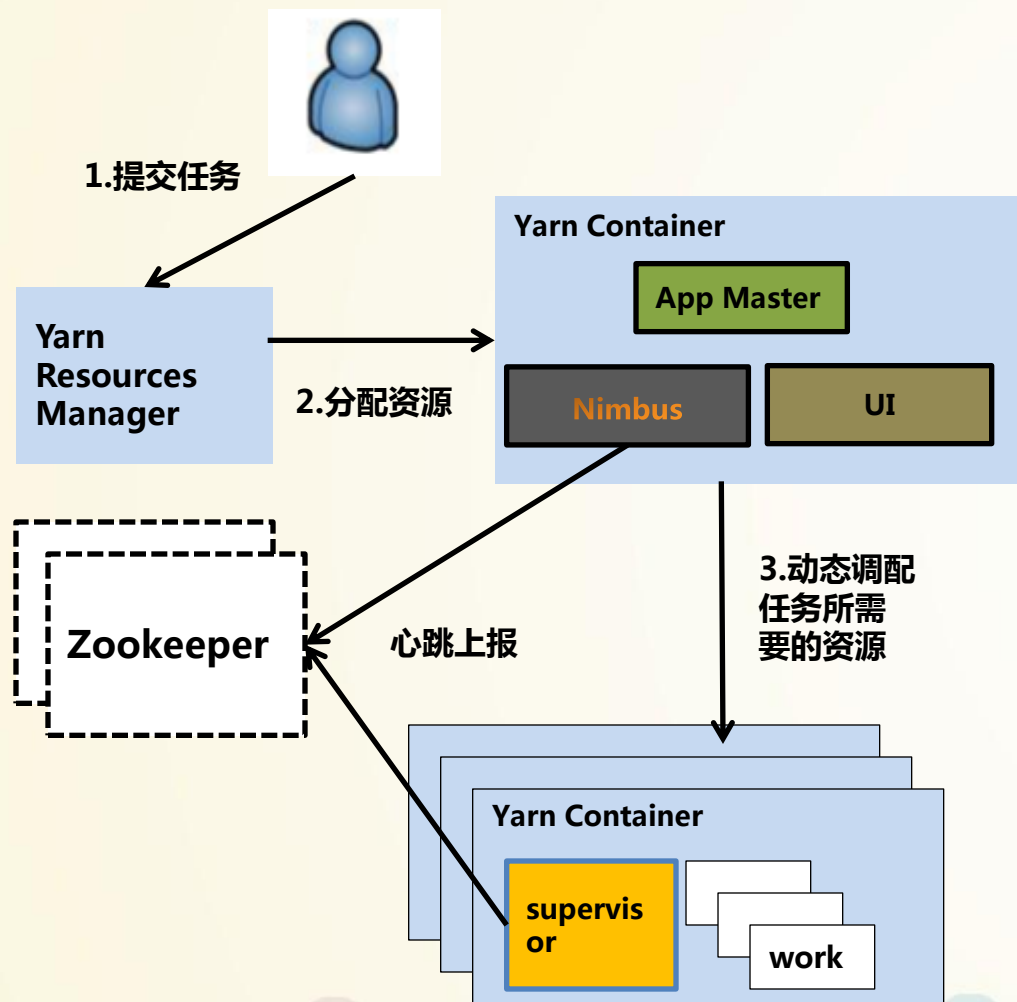 1.提交任务
Yarn Container
App Master
Yarn
Resources
Manager
2.分配资源
Nimbus
UI
Zookeeper
心跳上报
3.动态调配
任务所需
要的资源
Yarn Container
supervis
or
work